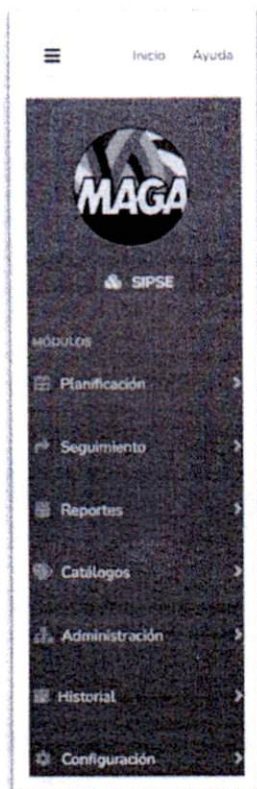 Inicio Ayuda
MAGA
SIPSE
MÓDULOS
Planificación
Seguimiento
Reportes
Catálogos
Administración
Historial
Configuración